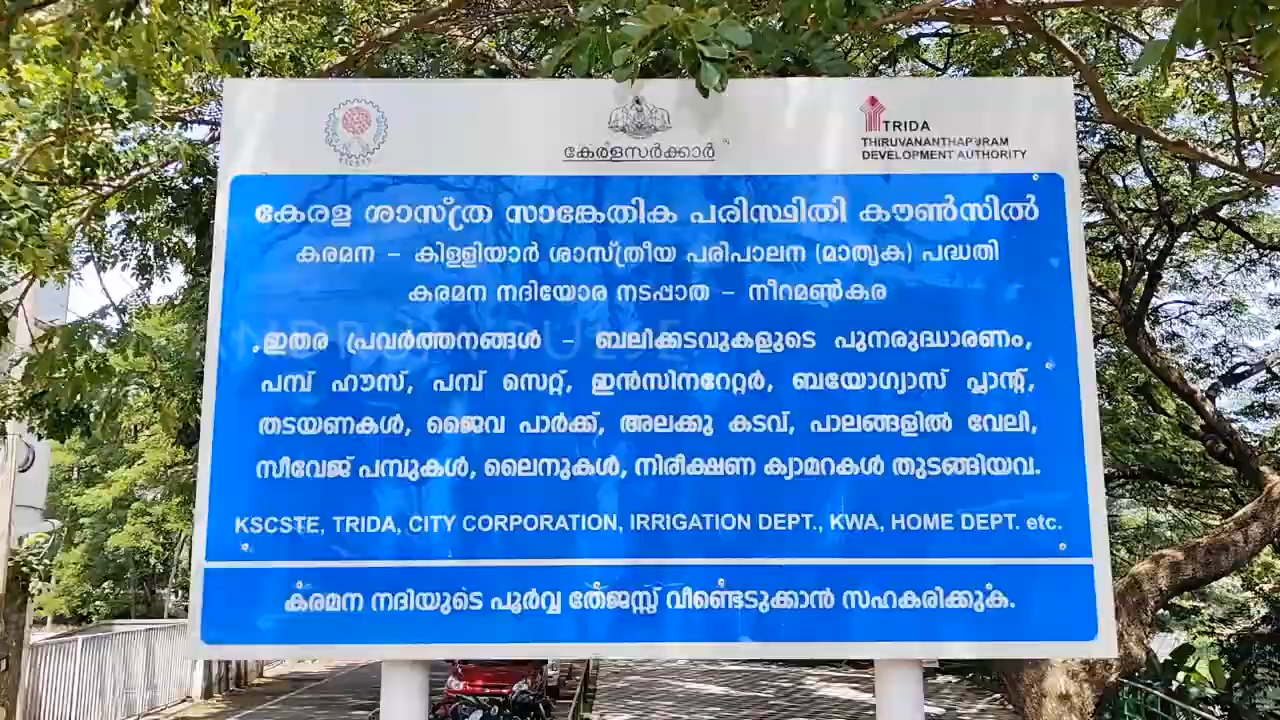 കേരളസർക്കാർ
TRIDA
THIRUVANANTHAPURAM
DEVELOPMENT AUTHORITY
കേരള ശാസ്ത്ര സാങ്കേതിക പരിസ്ഥിതി കൗൺസിൽ
കരമന – കിള്ളിയാർ ശാസ്ത്രീയ പരിപാലന (മാതൃക) പദ്ധതി
കരമന നദിയോര നടപ്പാത – നീറമൺകര
ഇതര പ്രവർത്തനങ്ങൾ – ബലിക്കടവുകളുടെ പുനരുദ്ധാരണം,
പമ്പ് ഹൗസ്, പമ്പ് സെറ്റ്, ഇൻസിനറേറ്റർ, ബയോഗ്യാസ് പ്ലാന്റ്,
തടയണകൾ, ജൈവ പാർക്ക്, അലക്കു കടവ്, പാലങ്ങളിൽ വേലി,
സീവേജ് പമ്പുകൾ, ലൈനുകൾ, നിരീക്ഷണ ക്യാമറകൾ തുടങ്ങിയവ.
KSCSTE, TRIDA, CITY CORPORATION, IRRIGATION DEPT., KWA, HOME DEPT. etc.
കരമന നദിയുടെ പൂർവ്വ തേജസ്സ് വീണ്ടെടുക്കാൻ സഹകരിക്കുക.